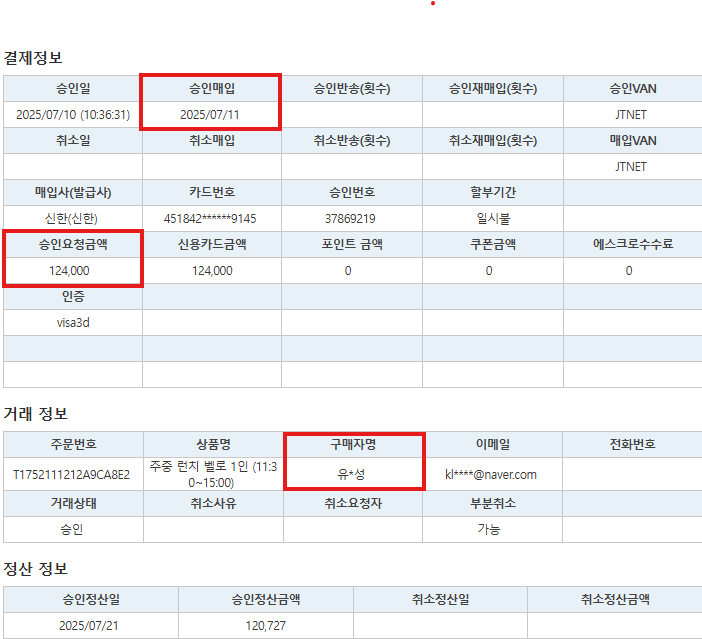 결제정보
승인일 승인매입 승인반송(횟수) 승인재매입(횟수) 승인VAN
2025/07/10 (10:36:31) 2025/07/11 JTNET
취소일 취소매입 취소반송(횟수) 취소재매입(횟수) 매입VAN
JTNET
매입사(발급사) 카드번호 승인번호 할부기간
신한(신한) 451842******9145 37869219 일시불
승인요청금액 신용카드금액 포인트 금액 쿠폰금액 에스크로수수료
124,000 124,000 0 0 0
인증
visa3d
거래 정보
주문번호 상품명 구매자명 이메일 전화번호
T1752111212A9CA8E2 주중 런치 벨로 1인 (11:3
0~15:00) 유*성 kl****@naver.com
거래상태 취소사유 취소요청자 부분취소
승인 가능
정산 정보
승인정산일 승인정산금액 취소정산일 취소정산금액
2025/07/21 120,727